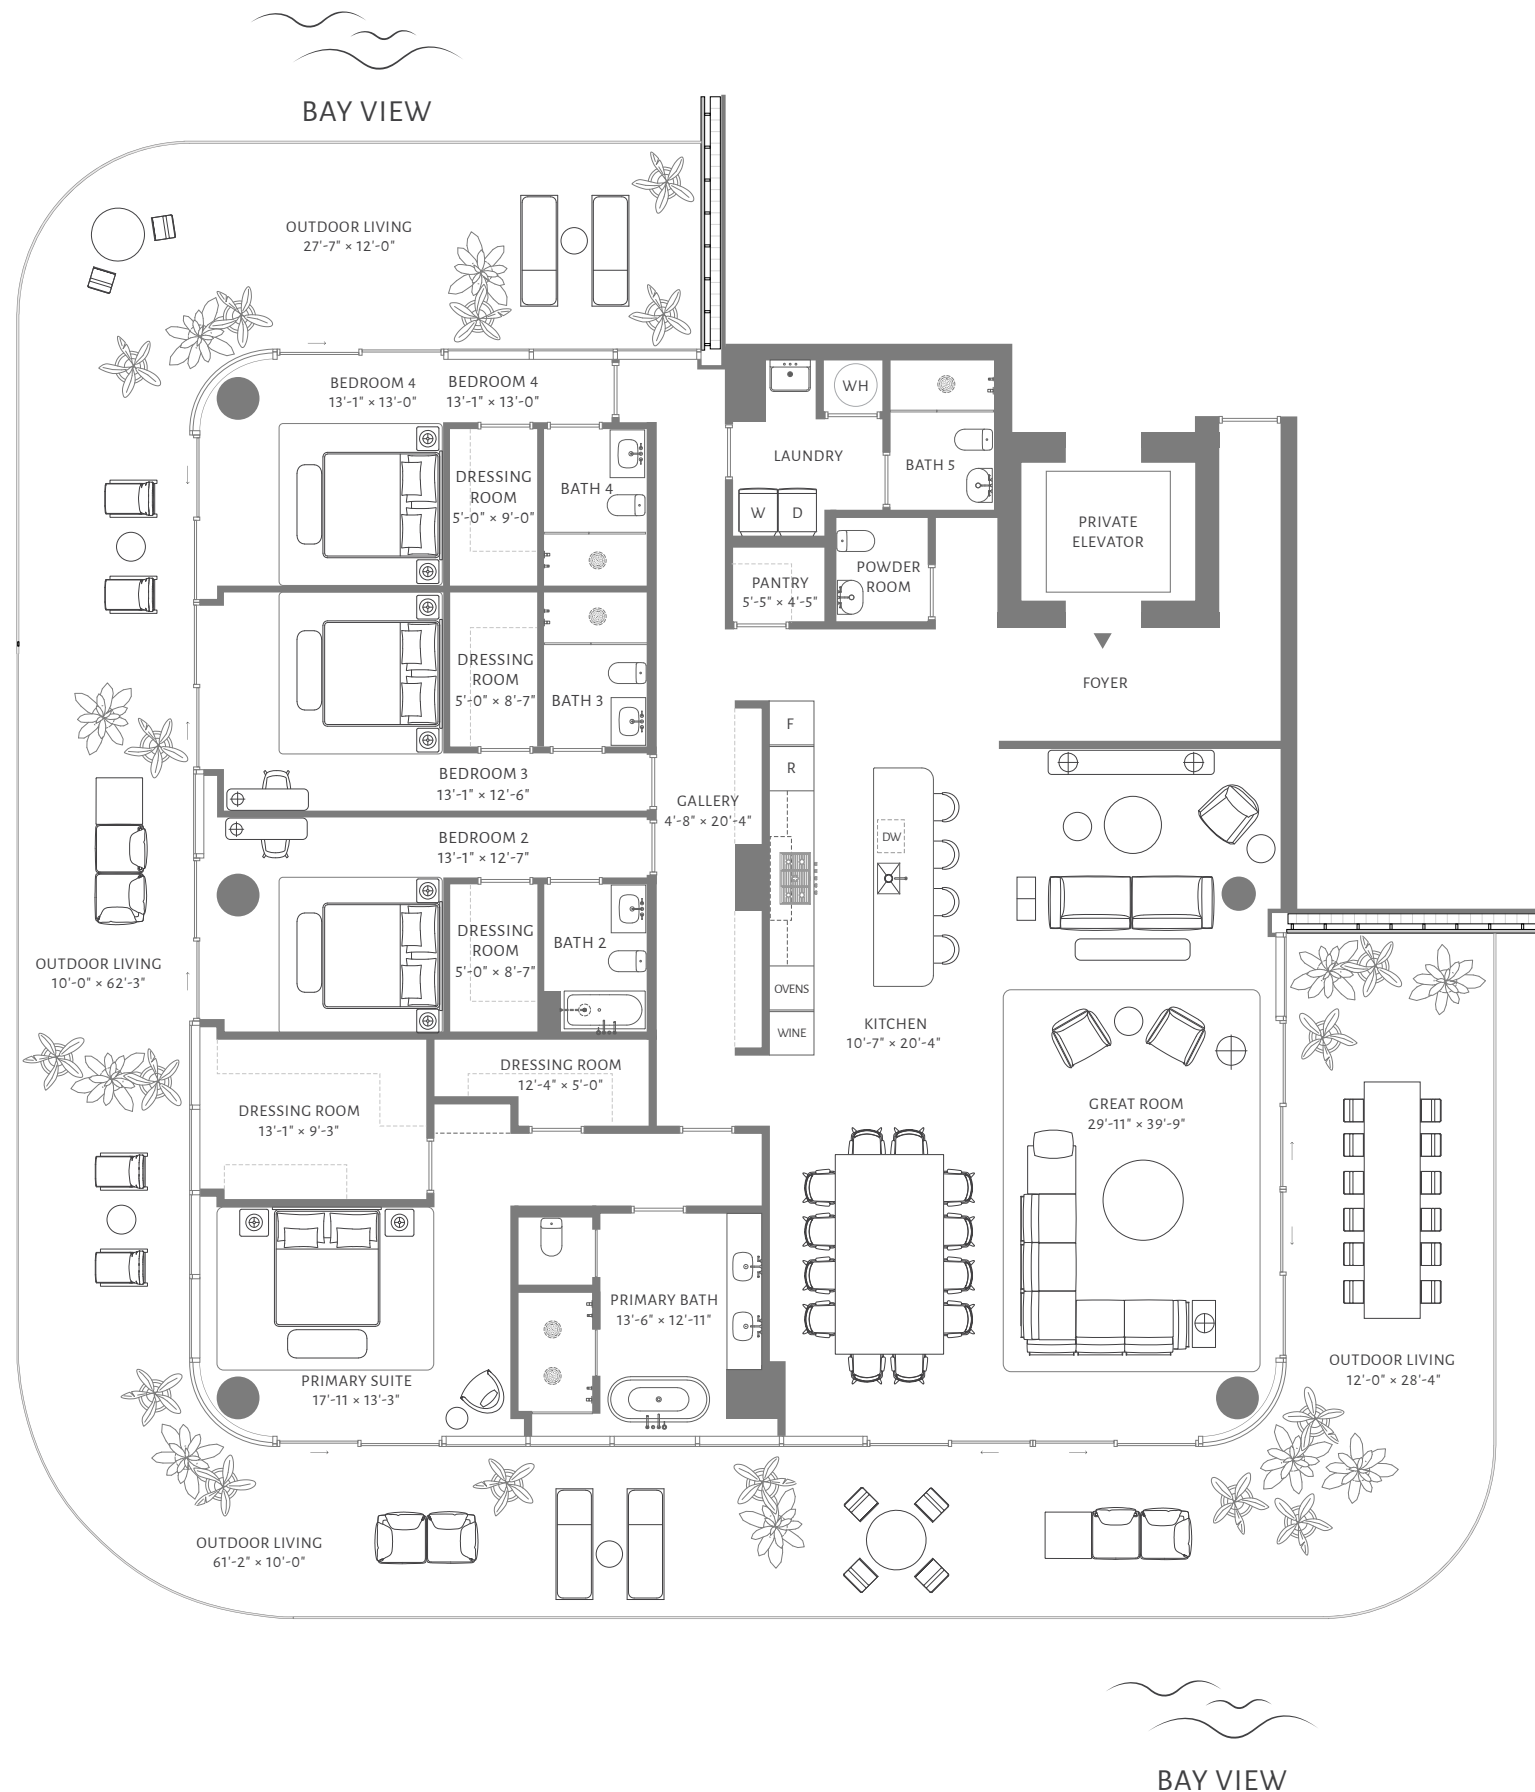 BAY VIEW
OUTDOOR LIVING
27'-7" × 12'-0"
BEDROOM 4
13'-1" × 13'-0"
BEDROOM 4
13'-1" × 13'-0"
WH
LAUNDRY
BATH 5
W
D
DRESSING
ROOM
5'-0" × 9'-0"
BATH 4
PRIVATE
ELEVATOR
POWDER
ROOM
PANTRY
5'-5" × 4'-5"
DRESSING
ROOM
5'-0" × 8'-7"
BATH 3
FOYER
F
R
BEDROOM 3
13'-1" × 12'-6"
GALLERY
4'-8" × 20'-4"
BEDROOM 2
13'-1" × 12'-7"
DW
DRESSING
ROOM
5'-0" × 8'-7"
BATH 2
OUTDOOR LIVING
10'-0" × 62'-3"
OVENS
WINE
KITCHEN
10'-7" × 20'-4"
DRESSING ROOM
12'-4" × 5'-0"
DRESSING ROOM
13'-1" × 9'-3"
GREAT ROOM
29'-11" × 39'-9"
PRIMARY BATH
13'-6" × 12'-11"
PRIMARY SUITE
17'-11 × 13'-3"
OUTDOOR LIVING
12'-0" × 28'-4"
OUTDOOR LIVING
61'-2" × 10'-0"
BAY VIEW